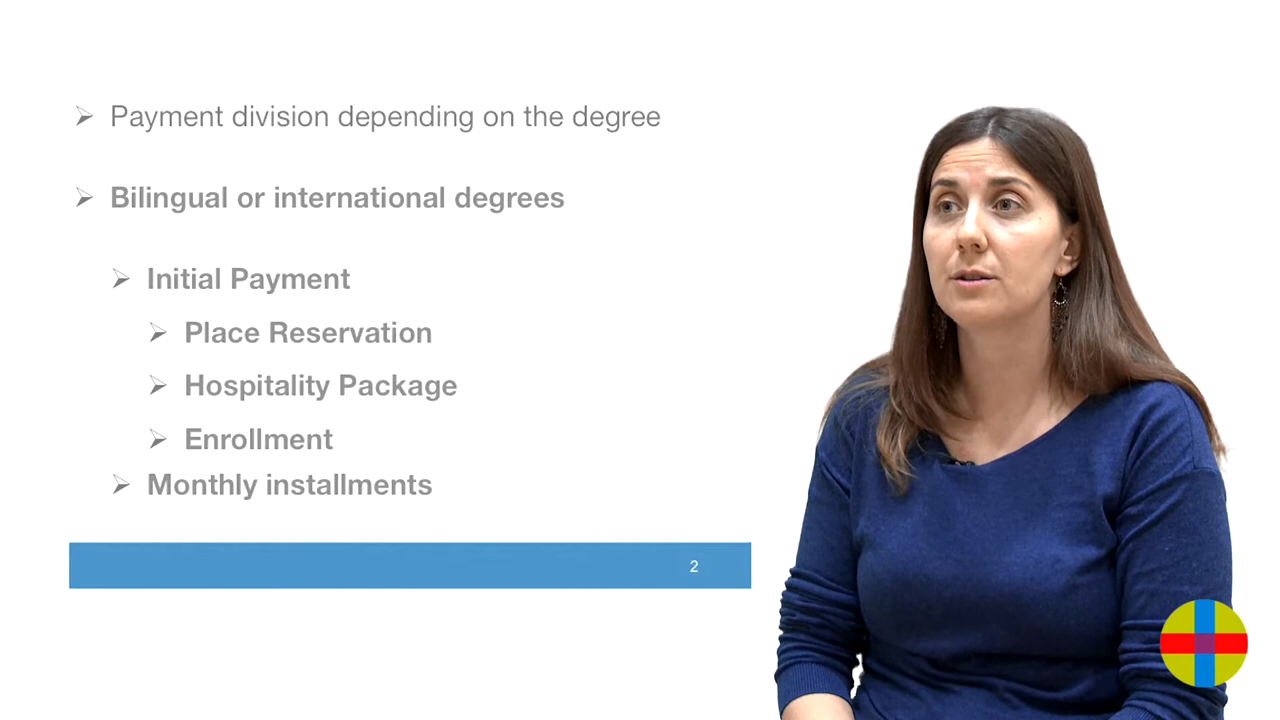 Payment division depending on the degree
Bilingual or international degrees
Initial Payment
Place Reservation
Hospitality Package
Enrollment
Monthly installments
2